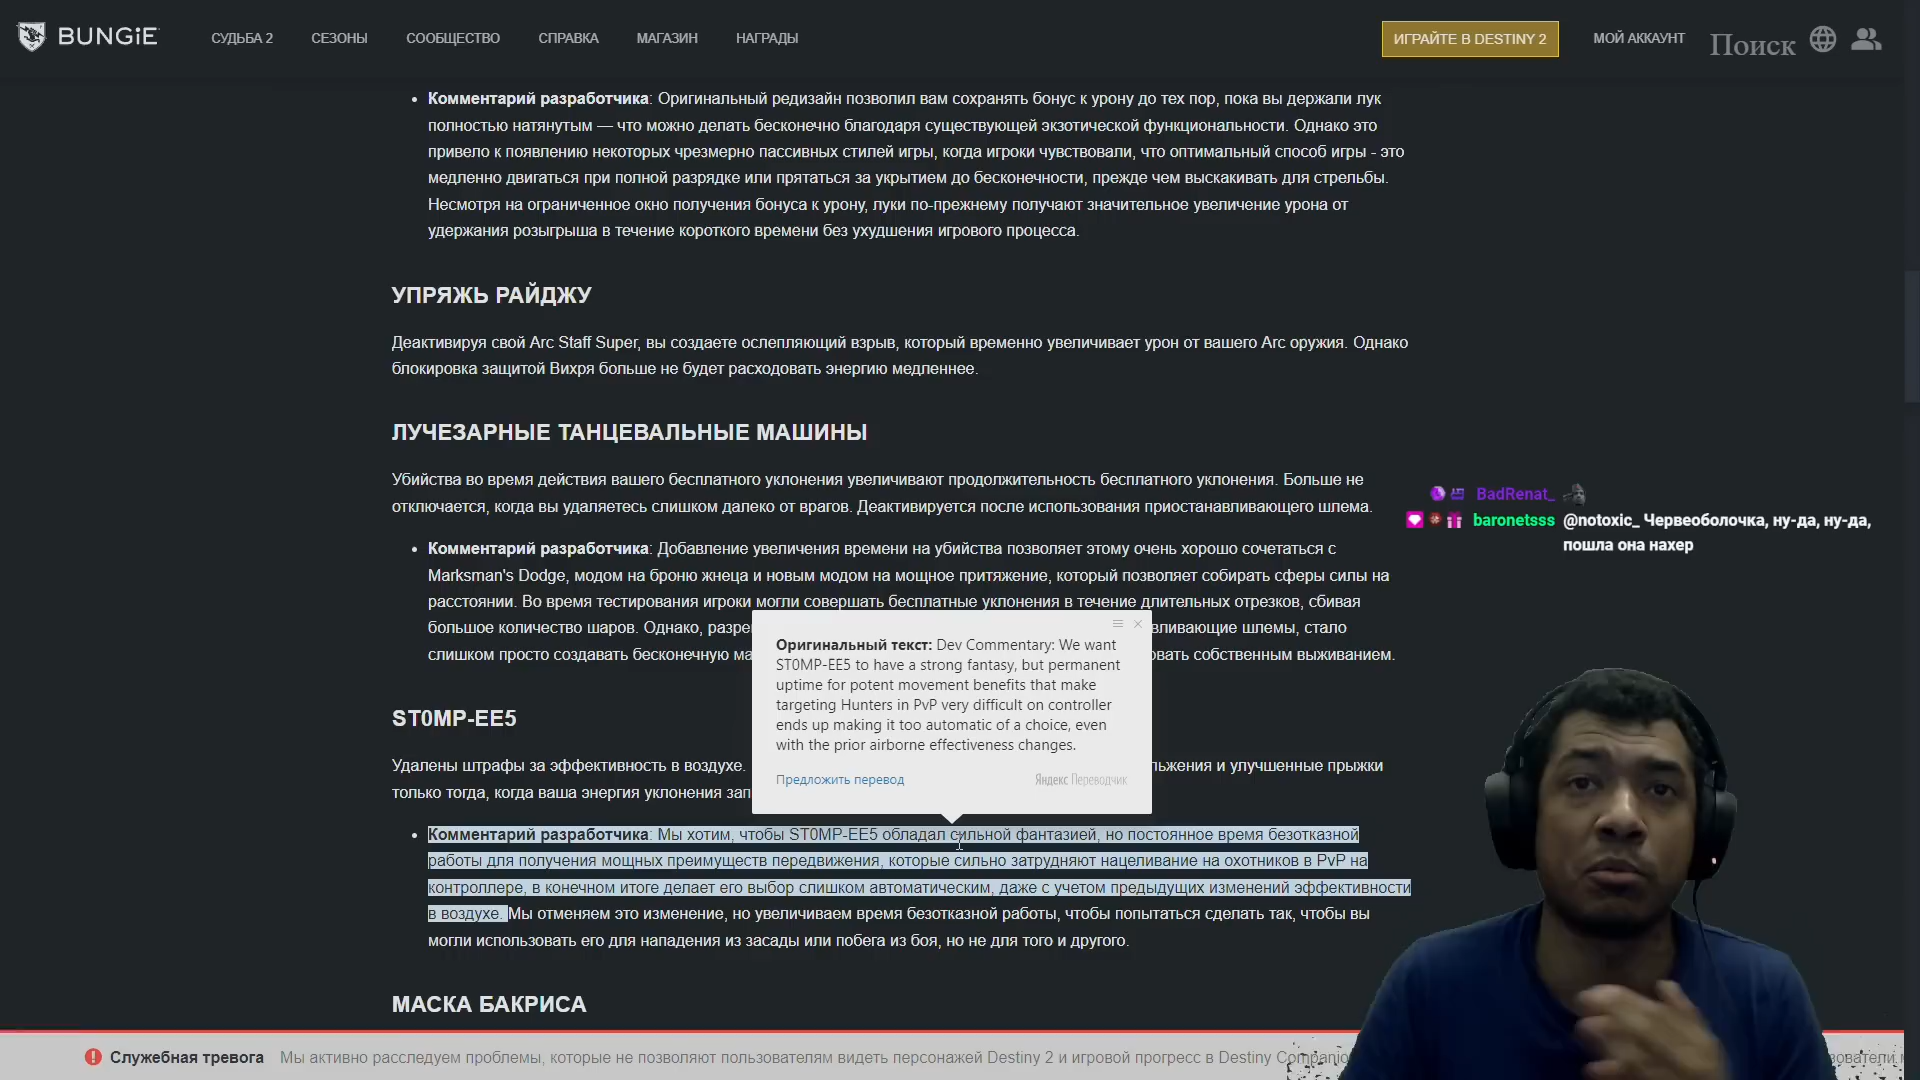 BUNGiE
СУДЬБА 2
СЕЗОНЫ
СООБЩЕСТВО
СПРАВКА
МАГАЗИН
НАГРАДЫ
ИГРАЙТЕ В DESTINY 2
МОЙ АККАУНТ
Поиск
Комментарий разработчика: Оригинальный редизайн позволил вам сохранять бонус к урону до тех пор, пока вы держали лук
полностью натянутым — что можно делать бесконечно благодаря существующей экзотической функциональности. Однако это
привело к появлению некоторых чрезмерно пассивных стилей игры, когда игроки чувствовали, что оптимальный способ игры - это
медленно двигаться при полной разрядке или прятаться за укрытием до бесконечности, прежде чем выскакивать для стрельбы.
Несмотря на ограниченное окно получения бонуса к урону, луки по-прежнему получают значительное увеличение урона от
удержания розыгрыша в течение короткого времени без ухудшения игрового процесса.
УПРЯЖЬ РАЙДЖУ
Деактивируя свой Arc Staff Super, вы создаете ослепляющий взрыв, который временно увеличивает урон от вашего Arc оружия. Однако
блокировка защитой Вихря больше не будет расходовать энергию медленнее.
ЛУЧЕЗАРНЫЕ ТАНЦЕВАЛЬНЫЕ МАШИНЫ
Убийства во время действия вашего бесплатного уклонения увеличивают продолжительность бесплатного уклонения. Больше не
отключается, когда вы удаляетесь слишком далеко от врагов. Деактивируется после использования приостанавливающего шлема.
Комментарий разработчика: Добавление увеличения времени на убийства позволяет этому очень хорошо сочетаться с
Marksman's Dodge, модом на броню жнеца и новым модом на мощное притяжение, который позволяет собирать сферы силы на
расстоянии. Во время тестирования игроки могли совершать бесплатные уклонения в течение длительных отрезков, сбивая
большое количество шаров. Однако, разре вливающие шлемы, стало
слишком просто создавать бесконечную ма овать собственным выживанием.
BadRenat_
baronetsss @notoxic_ Червеоболочка, ну-да, ну-да,
пошла она нахер
Оригинальный текст: Dev Commentary: We want
ST0MP-EE5 to have a strong fantasy, but permanent
uptime for potent movement benefits that make
targeting Hunters in PvP very difficult on controller
ends up making it too automatic of a choice, even
with the prior airborne effectiveness changes.
Предложить перевод
Яндекс Переводчик
ST0MP-EE5
Удалены штрафы за эффективность в воздухе. льжения и улучшенные прыжки
только тогда, когда ваша энергия уклонения зап
Комментарий разработчика: Мы хотим, чтобы ST0MP-EE5 обладал сильной фантазией, но постоянное время безотказной
работы для получения мощных преимуществ передвижения, которые сильно затрудняют нацеливание на охотников в PvP на
контроллере, в конечном итоге делает его выбор слишком автоматическим, даже с учетом предыдущих изменений эффективности
в воздухе. Мы отменяем это изменение, но увеличиваем время безотказной работы, чтобы попытаться сделать так, чтобы вы
могли использовать его для нападения из засады или побега из боя, но не для того и другого.
МАСКА БАКРИСА
Служебная тревога Мы активно расследуем проблемы, которые не позволяют пользователям видеть персонажей Destiny 2 и игровой прогресс в Destiny Companio